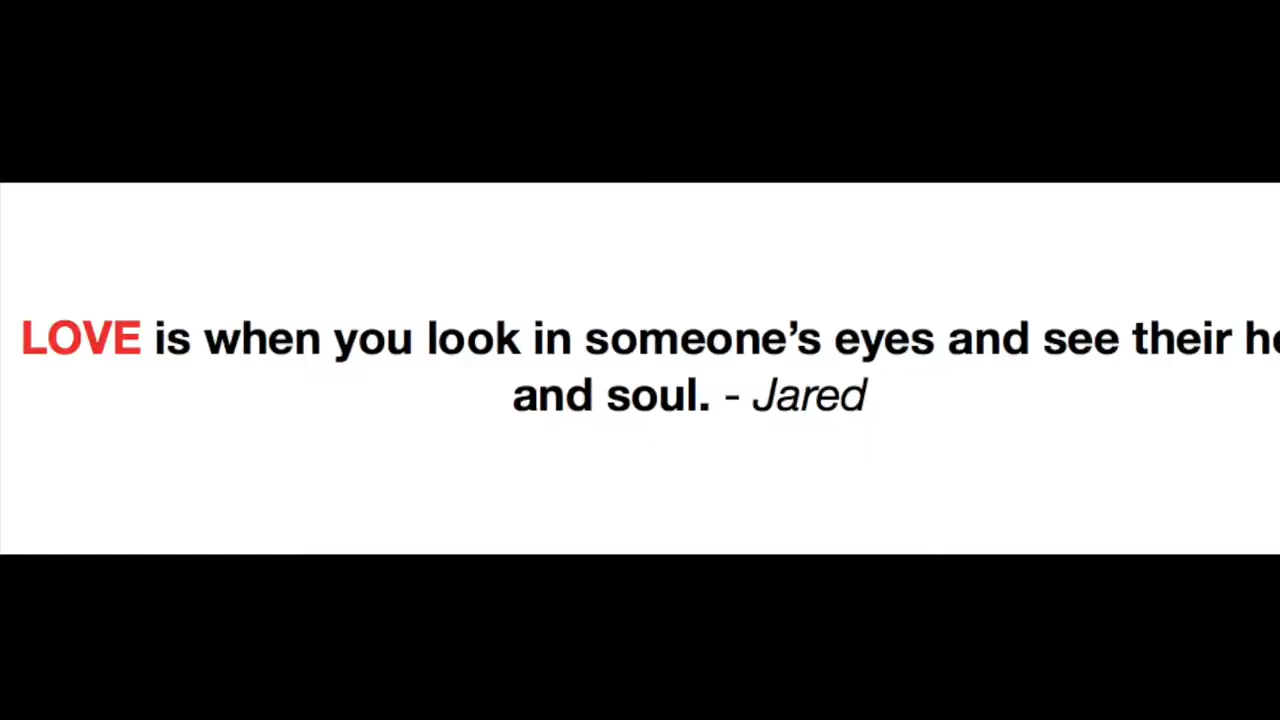 LOVE is when you look in someone’s eyes and see their
and soul. - Jared